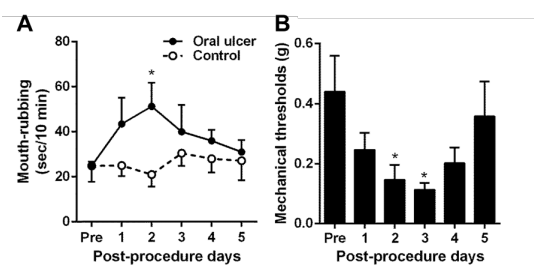 A
Oral ulcer
Control
*
Mouth-rubbing
(sec/10 min)
80
60
40
20
0
Pre 1 2 3 4 5
Post-procedure days
B
Mechanical thresholds (g)
0.6
0.4
0.2
0.0
* *
Pre 1 2 3 4 5
Post-procedure days